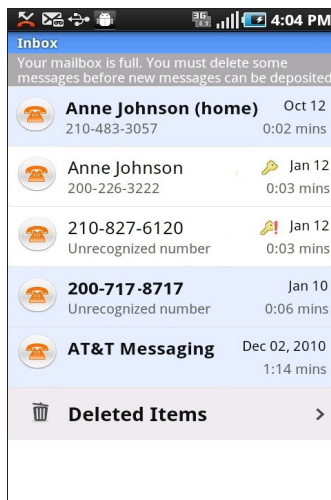 3G
4:04 PM
Inbox
Your mailbox is full. You must delete some
messages before new messages can be deposited
Anne Johnson (home) Oct 12
210-483-3057 0:02 mins
Anne Johnson Jan 12
200-226-3222 0:03 mins
210-827-6120 Jan 12
Unrecognized number 0:03 mins
200-717-8717 Jan 10
Unrecognized number 0:06 mins
AT&T Messaging Dec 02, 2010
1:14 mins
Deleted Items